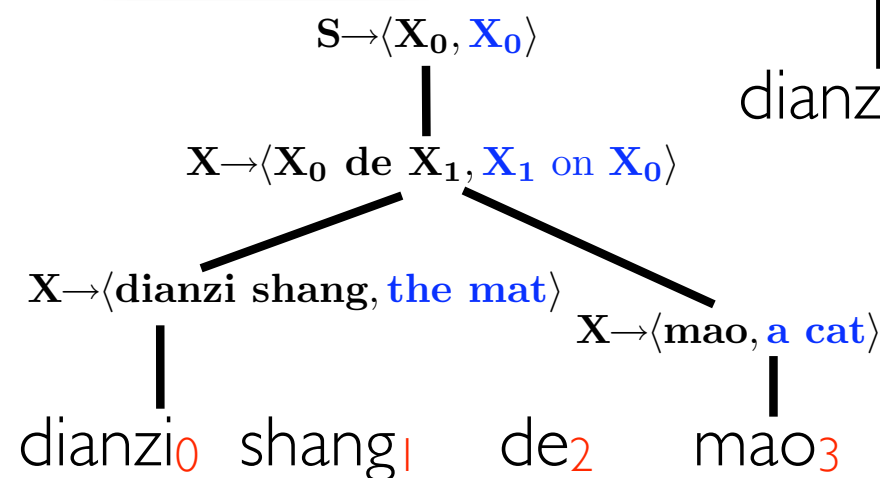 S→⟨X₀, X₀⟩
dianz
X→⟨X₀ de X₁, X₁ on X₀⟩
X→⟨dianzi shang, the mat⟩
X→⟨mao, a cat⟩
dianzi₀ shang₁ de₂ mao₃